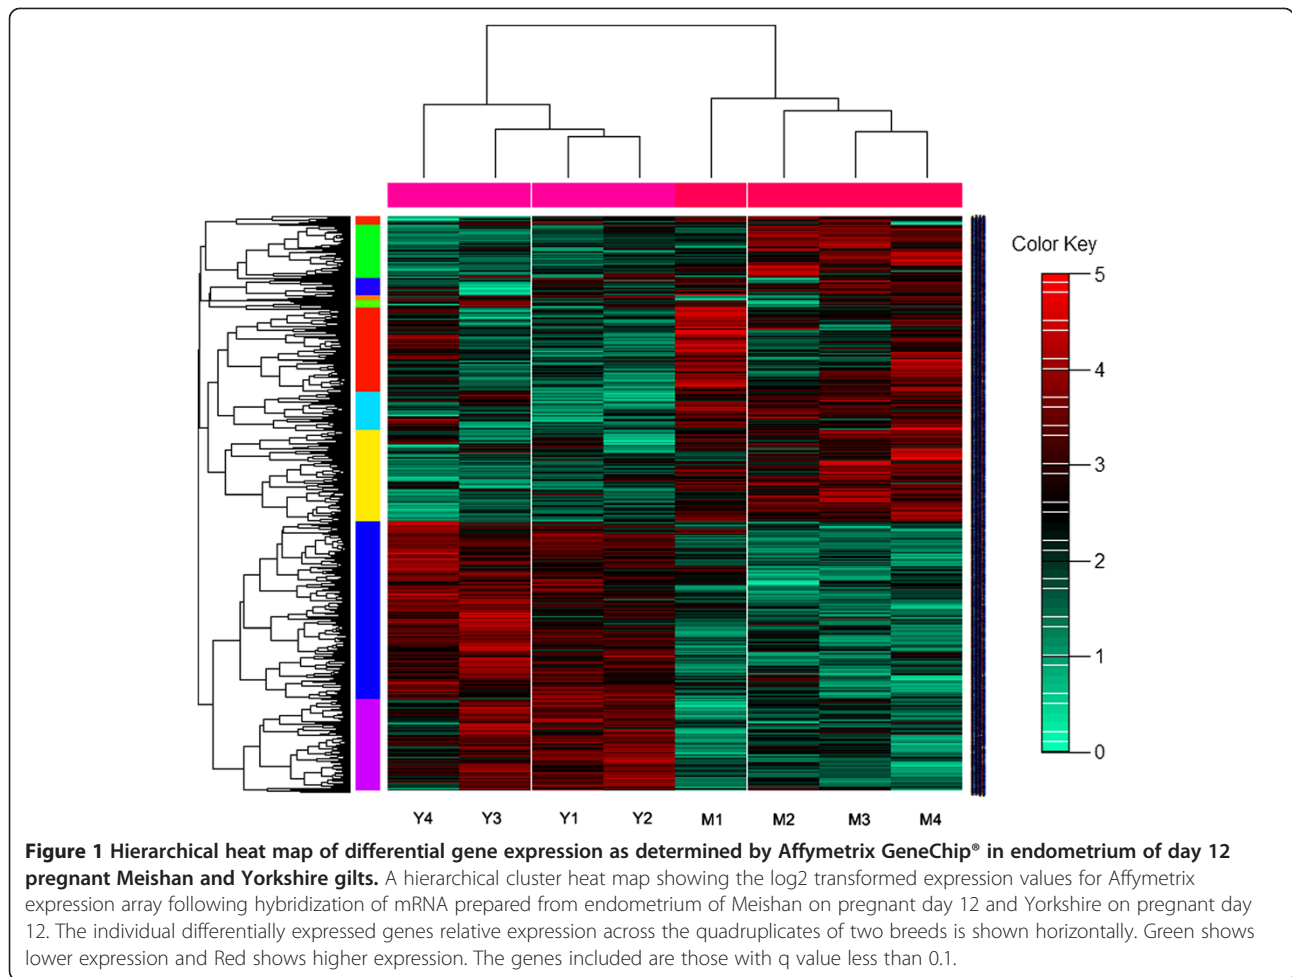 Color Key
5
4
3
2
1
0
Y4 Y3 Y1 Y2 M1 M2 M3 M4
Figure 1 Hierarchical heat map of differential gene expression as determined by Affymetrix GeneChip® in endometrium of day 12
pregnant Meishan and Yorkshire gilts. A hierarchical cluster heat map showing the log2 transformed expression values for Affymetrix
expression array following hybridization of mRNA prepared from endometrium of Meishan on pregnant day 12 and Yorkshire on pregnant day
12. The individual differentially expressed genes relative expression across the quadruplicates of two breeds is shown horizontally. Green shows
lower expression and Red shows higher expression. The genes included are those with q value less than 0.1.